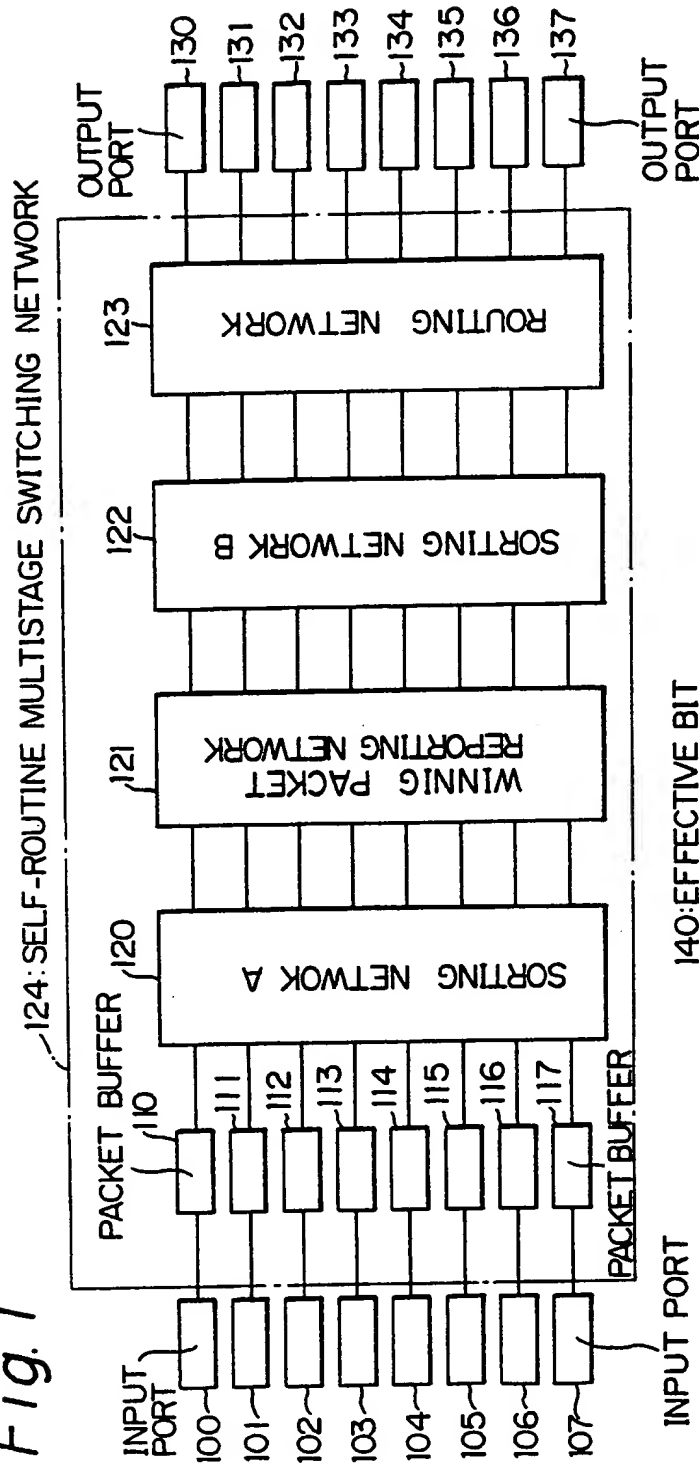 Fig. 1
124: SELF-ROUTINE MULTISTAGE SWITCHING NETWORK
INPUT
PORT
100
101
102
103
104
105
106
107
INPUT PORT
PACKET BUFFER
110
111
112
113
114
115
116
117
PACKET BUFFER
120
SORTING NETWOK A
121
WINNIG PACKET
REPORTING NETWORK
122
SORTING NETWORK B
123
ROUTING NETWORK
OUTPUT
PORT
130
131
132
133
134
135
136
137
OUTPUT
PORT
140: EFFECTIVE BIT